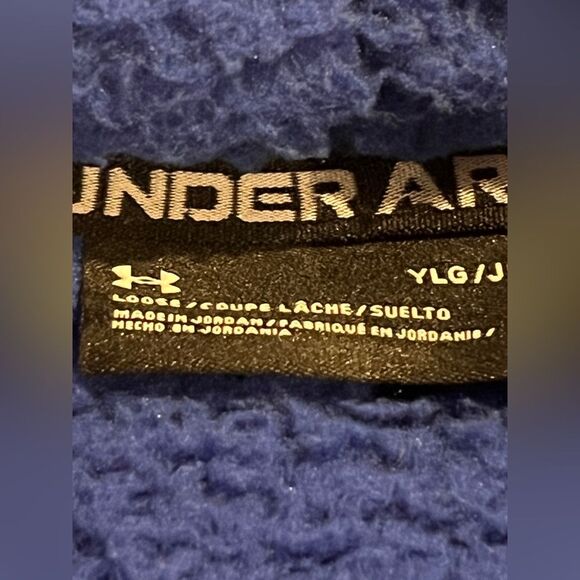 UNDER AR
YLG/J
LOOSE/COUPE LÂCHE/SUELTO
MADE IN JORDAN/FABRIQUÉ EN JORDANIE/
HECHO EN JORDANIA